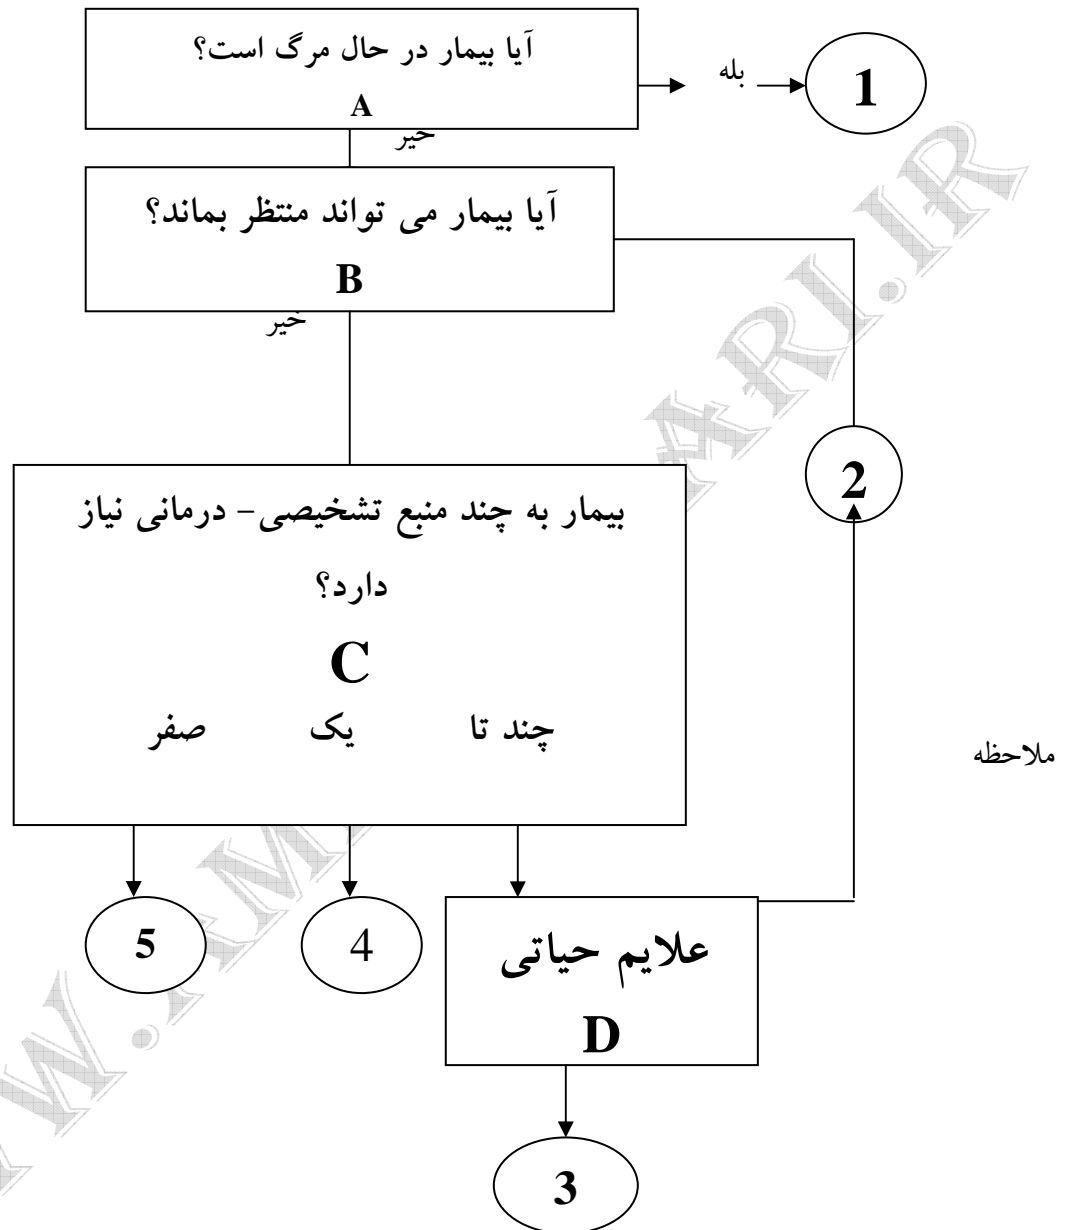 آیا بیمار در حال مرگ است؟
A
بله
1
خیر
آیا بیمار می تواند منتظر بماند؟
B
خیر
2
بیمار به چند منبع تشخیصی- درمانی نیاز
دارد؟
C
چند تا یک صفر
ملاحظه
5
4
علایم حیاتی
D
3